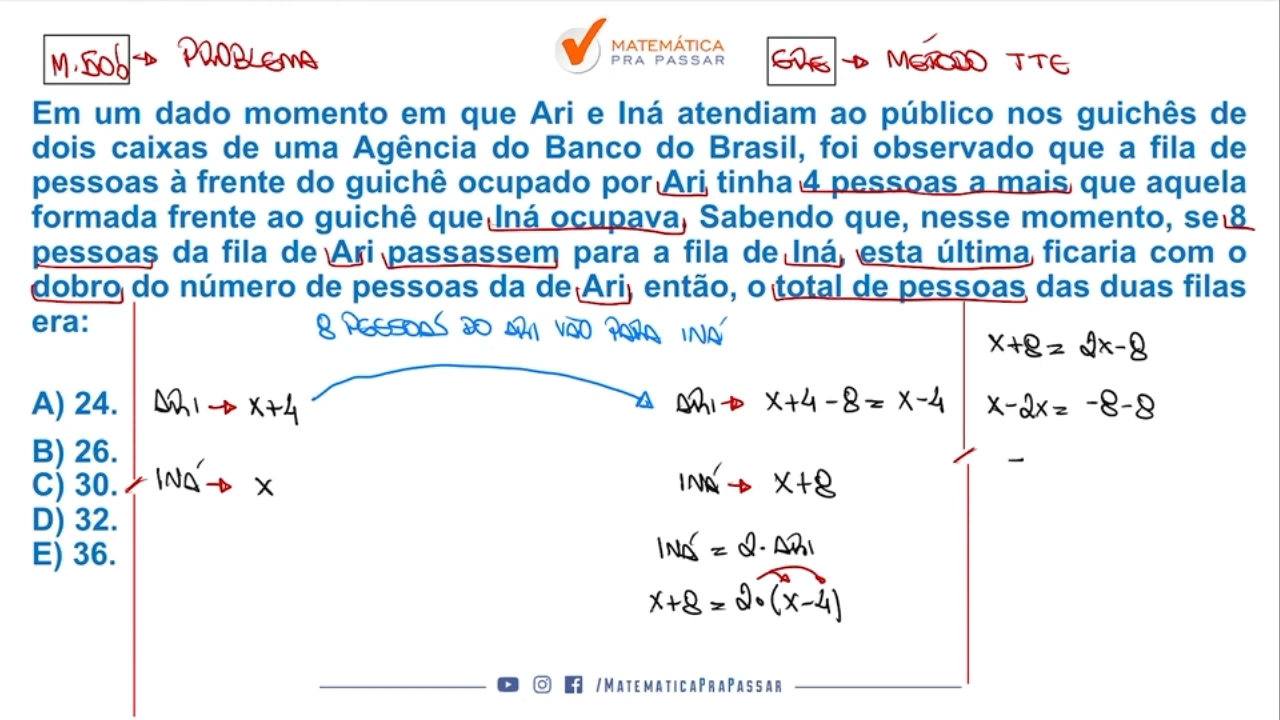 M.50% → PROBLEMA
MATEMÁTICA
PRA PASSAR
→ MÉTODO TTE
Em um dado momento em que Ari e Iná atendiam ao público nos guichês de
dois caixas de uma Agência do Banco do Brasil, foi observado que a fila de
pessoas à frente do guichê ocupado por Ari tinha 4 pessoas a mais que aquela
formada frente ao guichê que Iná ocupava. Sabendo que, nesse momento, se 8
pessoas da fila de Ari passassem para a fila de Iná, esta última ficaria com o
dobro do número de pessoas da de Ari, então, o total de pessoas das duas filas
era:
8 PESSOAS DO ARI VÃO PARA INÁ
A) 24.
B) 26.
C) 30.
D) 32.
E) 36.
ARI → x+4
INÁ → x
ARI → x+4-8= x-4
INÁ → x+8
INÁ = 2. ARI
x+8 = 2.(x-4)
x+8= 2x-8
x-2x= -8-8
-
/MATEMATICAPRAPASSAR